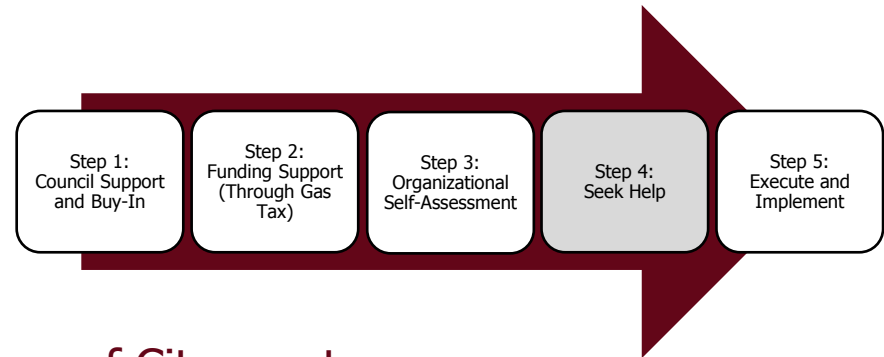 Step 1:
Council Support
and Buy-In
Step 2:
Funding Support
(Through Gas
Tax)
Step 3:
Organizational
Self-Assessment
Step 4:
Seek Help
Step 5:
Execute and
Implement